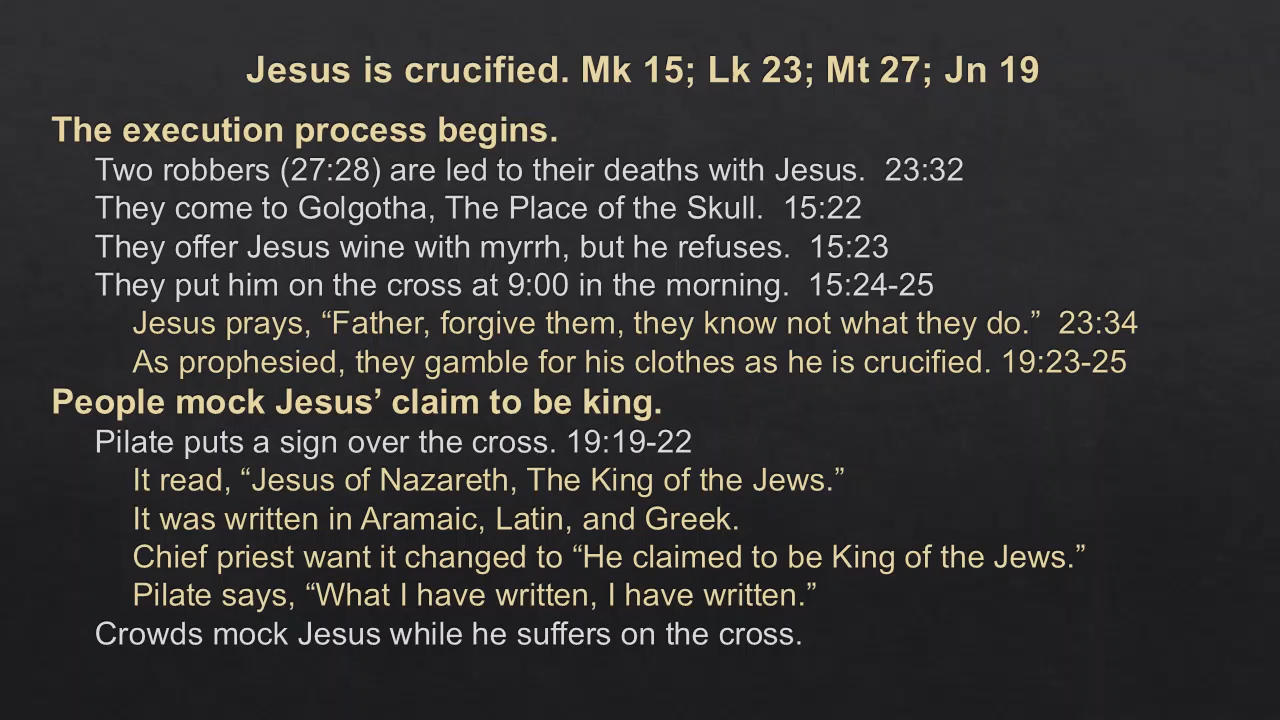 Jesus is crucified. Mk 15; Lk 23; Mt 27; Jn 19
The execution process begins.
Two robbers (27:28) are led to their deaths with Jesus.  23:32
They come to Golgotha, The Place of the Skull.  15:22
They offer Jesus wine with myrrh, but he refuses.  15:23
They put him on the cross at 9:00 in the morning.  15:24-25
Jesus prays, “Father, forgive them, they know not what they do.”  23:34
As prophesied, they gamble for his clothes as he is crucified. 19:23-25
People mock Jesus’ claim to be king.
Pilate puts a sign over the cross. 19:19-22
It read, “Jesus of Nazareth, The King of the Jews.”
It was written in Aramaic, Latin, and Greek.
Chief priest want it changed to “He claimed to be King of the Jews.”
Pilate says, “What I have written, I have written.”
Crowds mock Jesus while he suffers on the cross.